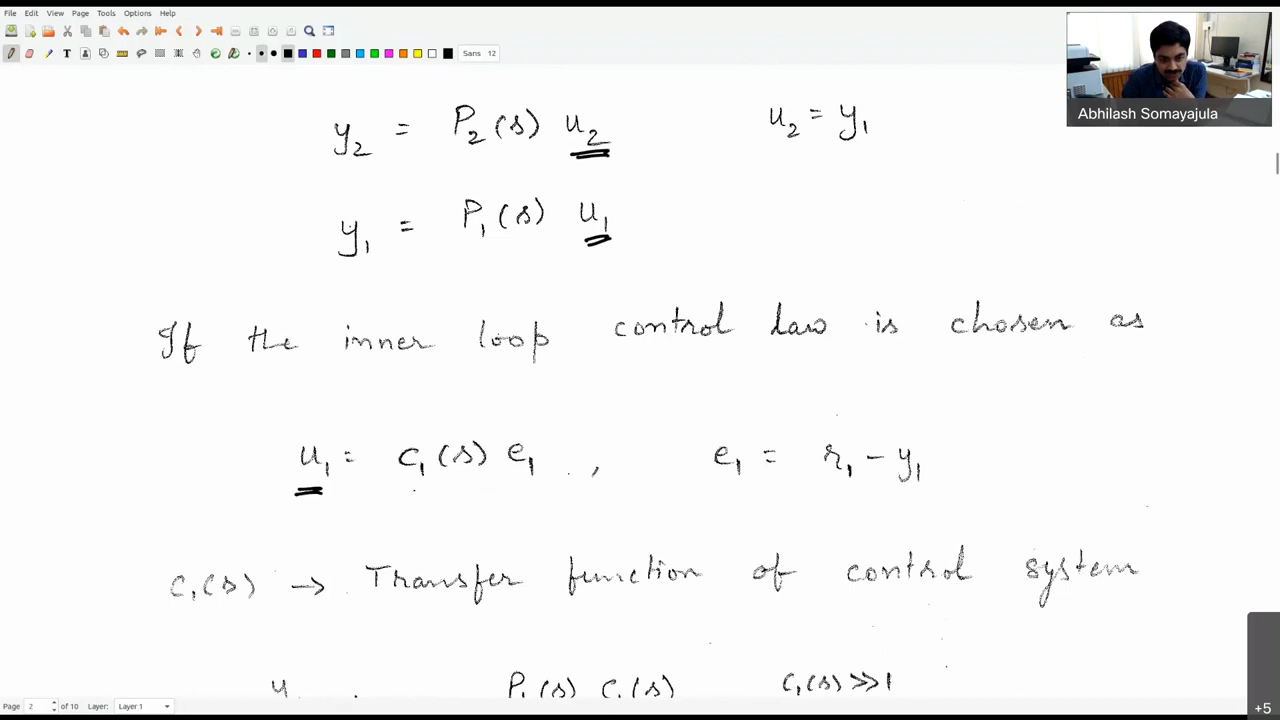 File Edit View Page Tools Options Help
Sans 12
Abhilash Somayajula
y₂ = P₂(s) u₂ u₂ = y₁
y₁ = P₁(s) u₁
If the inner loop control law is chosen as
u₁ = C₁(s) e₁ , e₁ = r₁ - y₁
C₁(s) → Transfer function of control system
P₁(s) C₁(s) C₁(s) ≫ 1
Page 2 of 10 Layer: Layer 1
+5